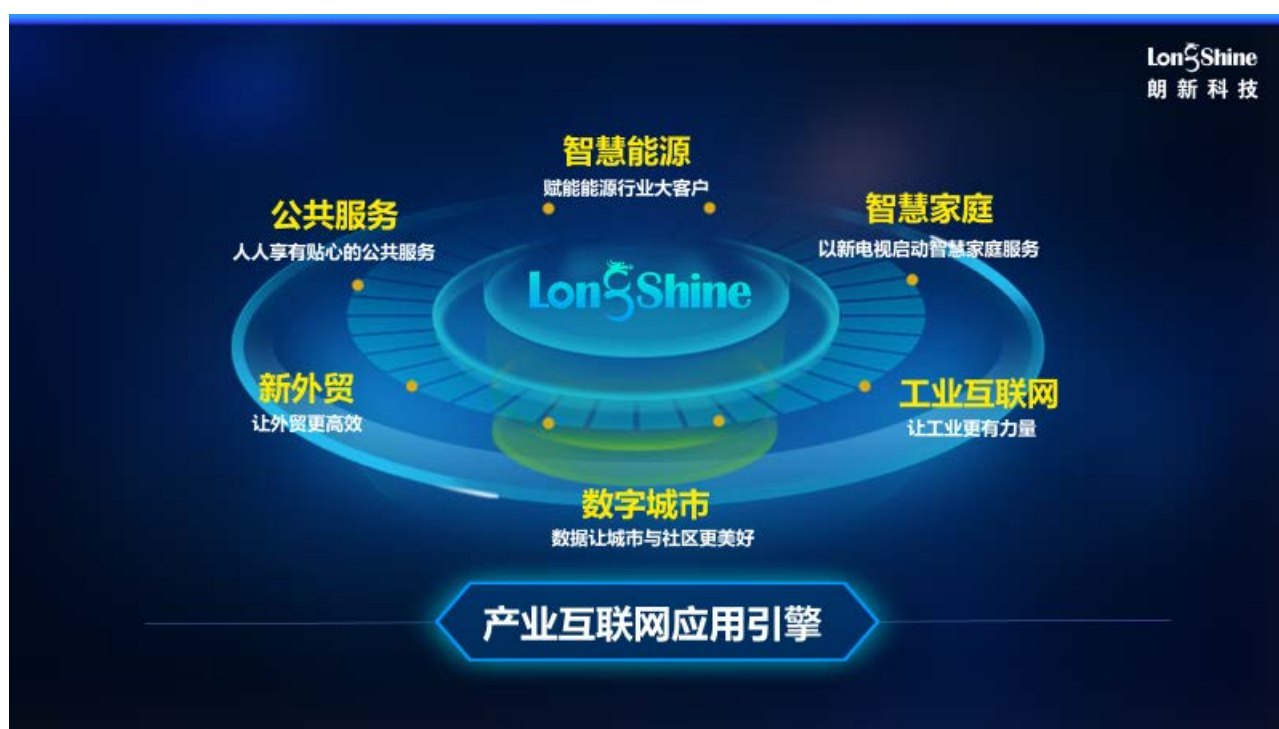 LongShine
朗新科技
智慧能源
赋能能源行业大客户
公共服务
人人享有贴心的公共服务
智慧家庭
以新电视启动智慧家庭服务
LongShine
新外贸
让外贸更高效
工业互联网
让工业更有力量
数字城市
数据让城市与社区更美好
产业互联网应用引擎